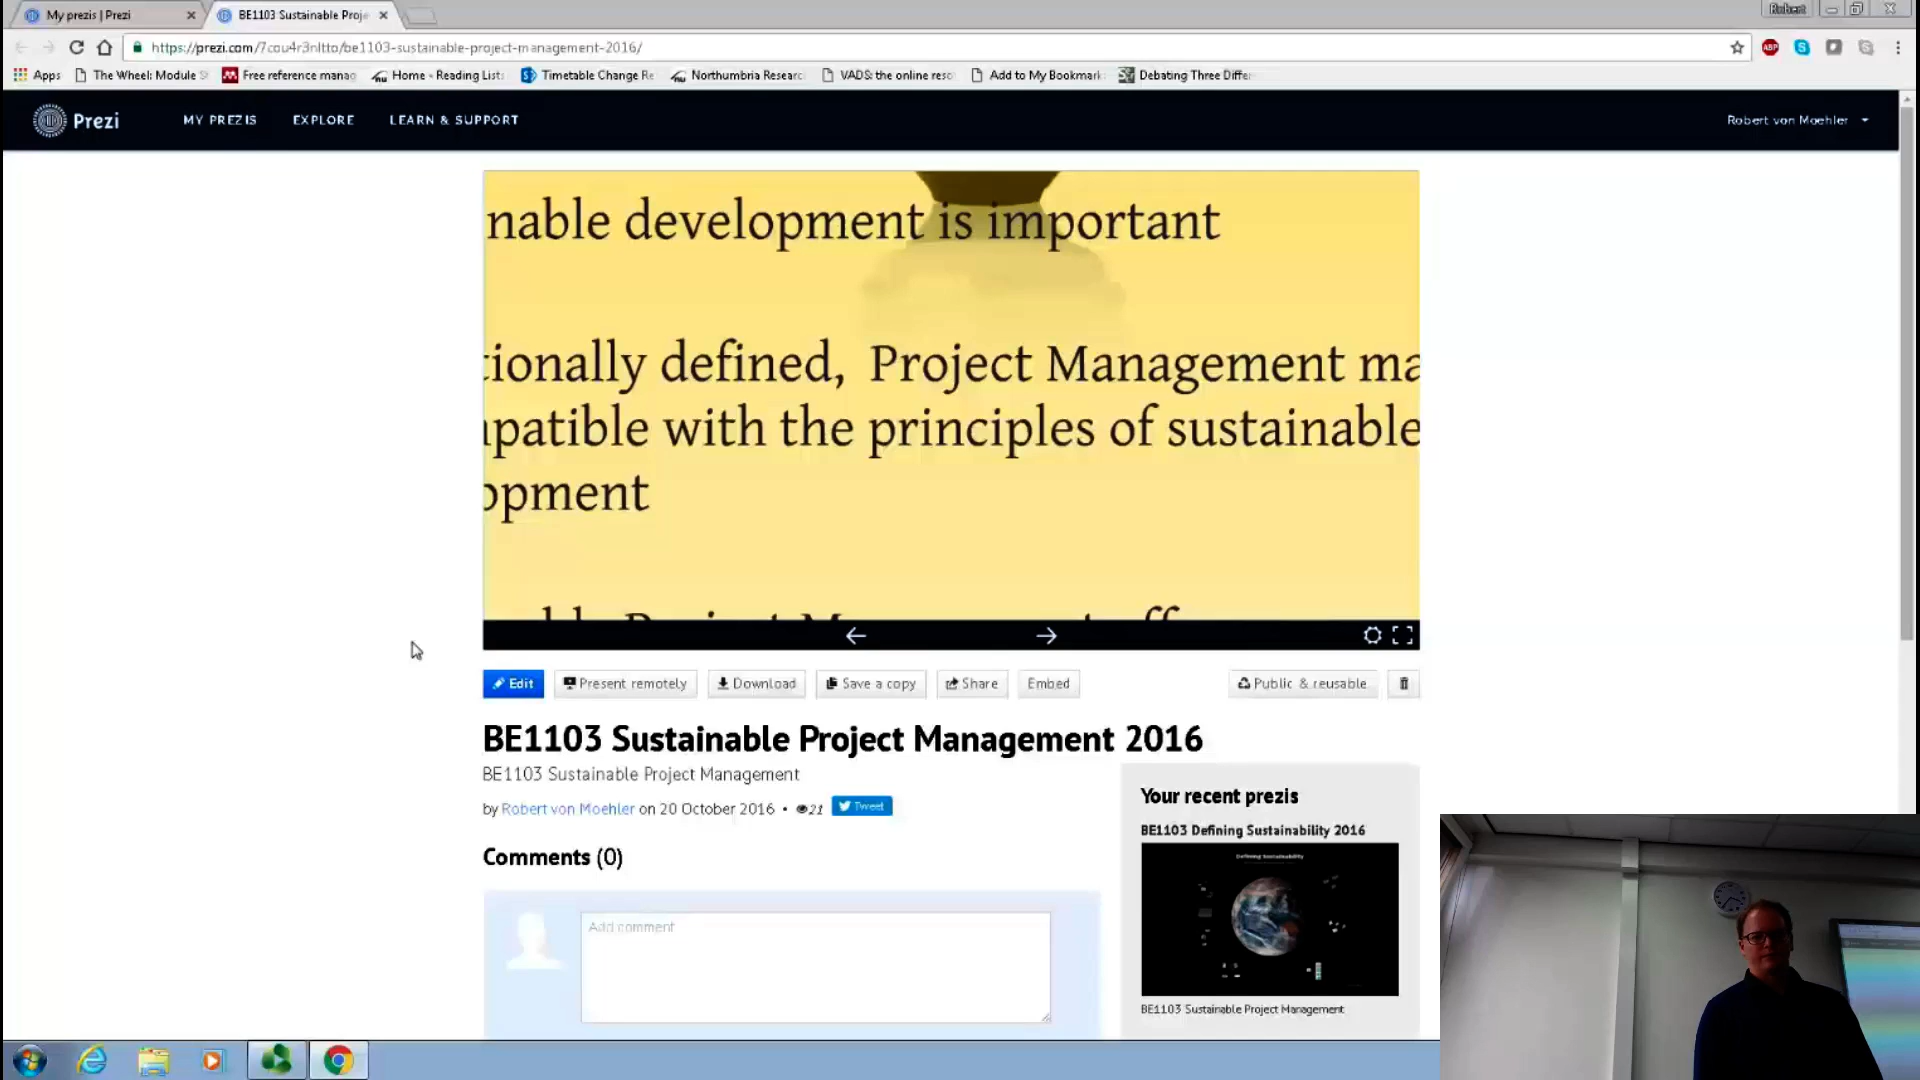 My prezis | Prezi
BE1103 Sustainable Proje
Robert
https://prezi.com/7cou4r3nltto/be1103-sustainable-project-management-2016/
ABP
Apps
The Wheel: Module S
Free reference manag
Home - Reading Lists
Timetable Change Re
Northumbria Researc
VADS: the online reso
Add to My Bookmark
Debating Three Differ
Prezi
MY PREZIS
EXPLORE
LEARN & SUPPORT
Robert von Moehler
nable development is important
tionally defined, Project Management ma
patible with the principles of sustainable
opment
Edit
Present remotely
Download
Save a copy
Share
Embed
Public & reusable
BE1103 Sustainable Project Management 2016
BE1103 Sustainable Project Management
by Robert von Moehler on 20 October 2016 • 21
Tweet
Comments (0)
Add comment
Your recent prezis
BE1103 Defining Sustainability 2016
Defining Sustainability
BE1103 Sustainable Project Management